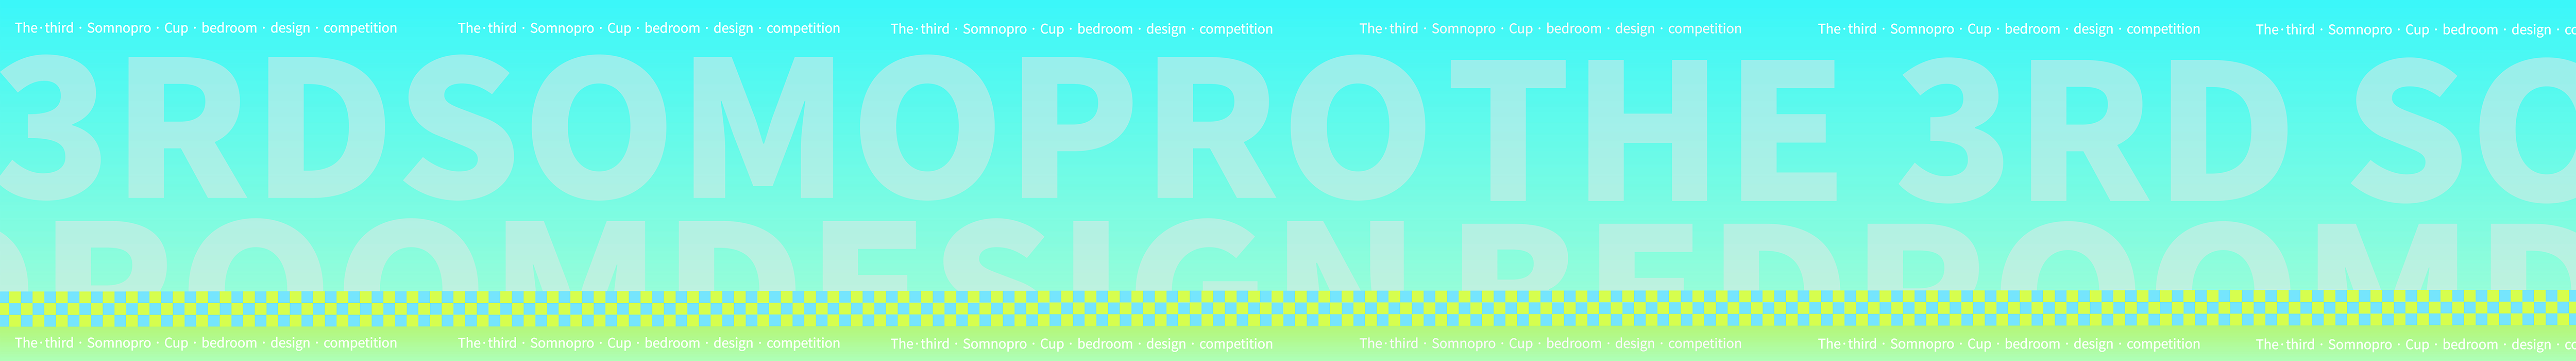 The·third · Somnopro · Cup · bedroom · design · competition The·third · Somnopro · Cup · bedroom · design · competition The·third · Somnopro · Cup · bedroom · design · competition The·third · Somnopro · Cup · bedroom · design · competition The·third · Somnopro · Cup · bedroom · design · competition The·third · Somnopro · Cup · bedroom · design · co
3RDSOMOPROTHE 3RD SO
ROOMDESIGN BEDROOMD
The·third · Somnopro · Cup · bedroom · design · competition The·third · Somnopro · Cup · bedroom · design · competition The·third · Somnopro · Cup · bedroom · design · competition The·third · Somnopro · Cup · bedroom · design · competition The·third · Somnopro · Cup · bedroom · design · competition The·third · Somnopro · Cup · bedroom · design · co